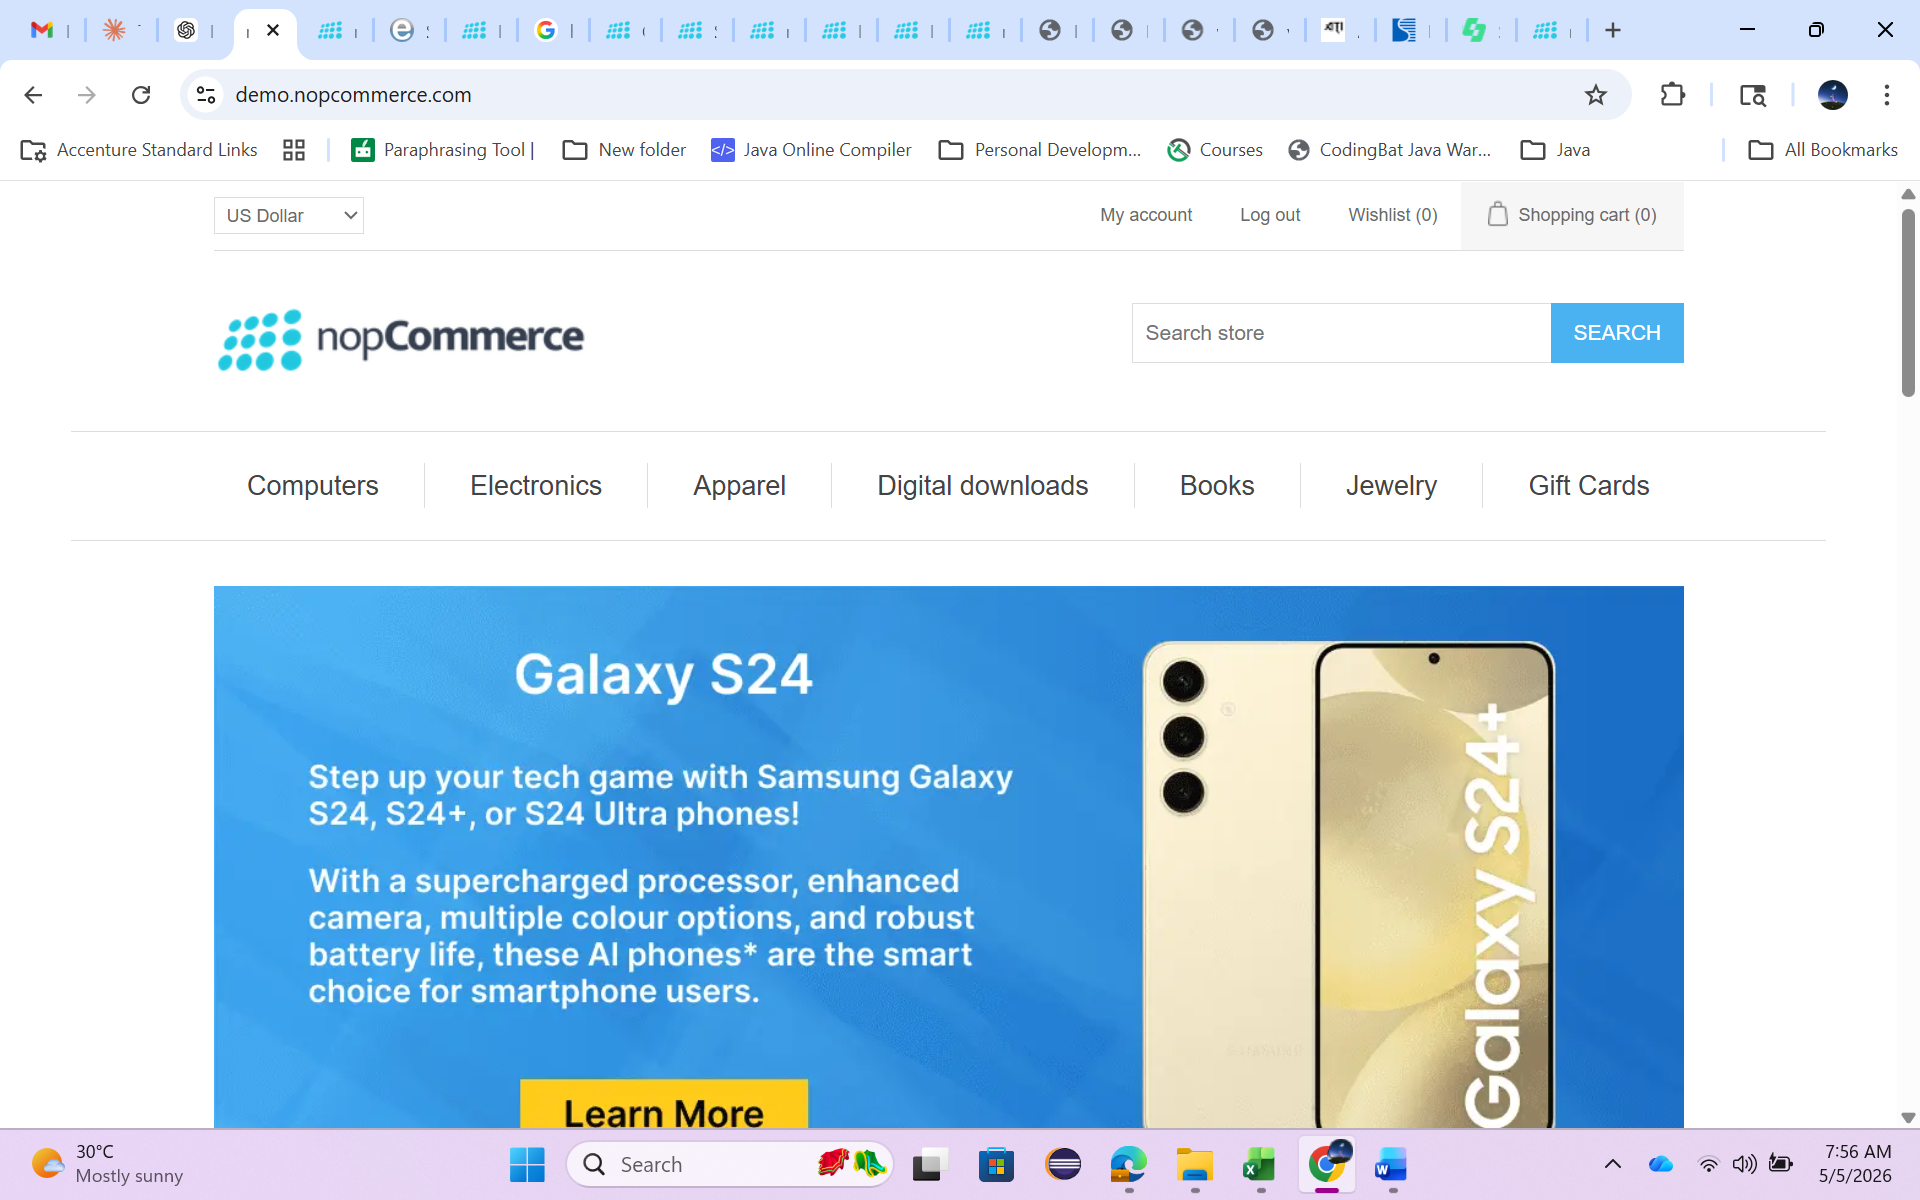 demo.nopcommerce.com
Accenture Standard Links
Paraphrasing Tool |
New folder
Java Online Compiler
Personal Developm...
Courses
CodingBat Java War...
Java
All Bookmarks
US Dollar
My account
Log out
Wishlist (0)
Shopping cart (0)
nopCommerce
Search store
SEARCH
Computers
Electronics
Apparel
Digital downloads
Books
Jewelry
Gift Cards
Galaxy S24
Step up your tech game with Samsung Galaxy
S24, S24+, or S24 Ultra phones!
With a supercharged processor, enhanced
camera, multiple colour options, and robust
battery life, these AI phones* are the smart
choice for smartphone users.
Learn More
Galaxy S24+
30°C
Mostly sunny
Search
7:56 AM
5/5/2026